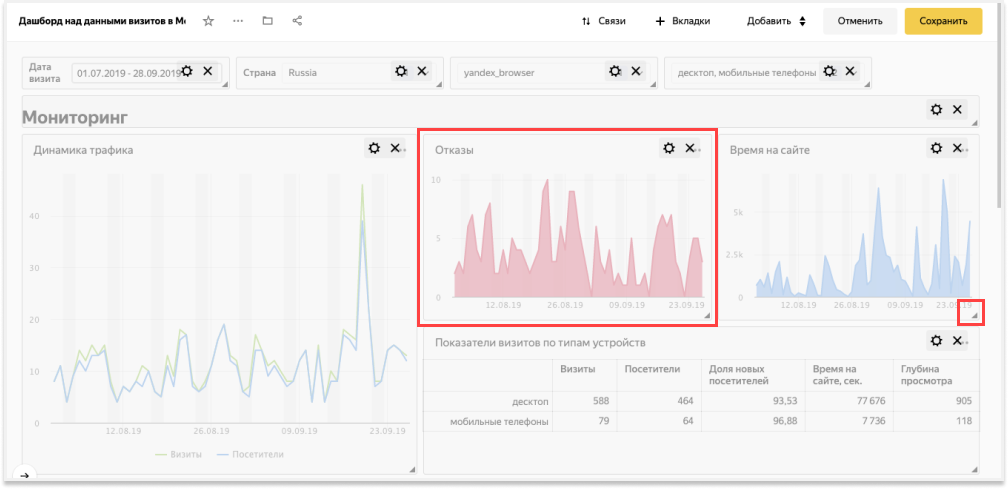 Дашборд над данными визитов в Ме
Связи
Вкладки
Добавить
Отменить
Сохранить
Дата визита
01.07.2019 - 28.09.2019
Страна
Russia
yandex_browser
десктоп, мобильные телефоны
Мониторинг
Динамика трафика
40
30
20
10
0
12.08.19 26.08.19 09.09.19 23.09.19
Визиты Посетители
Отказы
10
5
0
12.08.19 26.08.19 09.09.19 23.09.19
Время на сайте
5k
2.5k
0
12.08.19 26.08.19 09.09.19 23.09.19
Показатели визитов по типам устройств
Визиты Посетители Доля новых посетителей Время на сайте, сек. Глубина просмотра
десктоп 588 464 93,53 77 676 905
мобильные телефоны 79 64 96,88 7 736 118